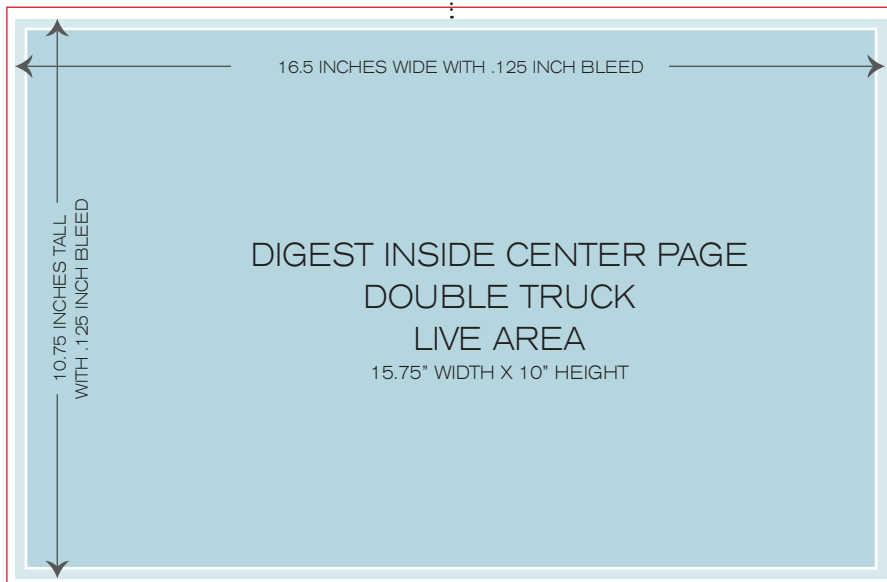 16.5 INCHES WIDE WITH .125 INCH BLEED
10.75 INCHES TALL
WITH .125 INCH BLEED
DIGEST INSIDE CENTER PAGE
DOUBLE TRUCK
LIVE AREA
15.75” WIDTH X 10” HEIGHT